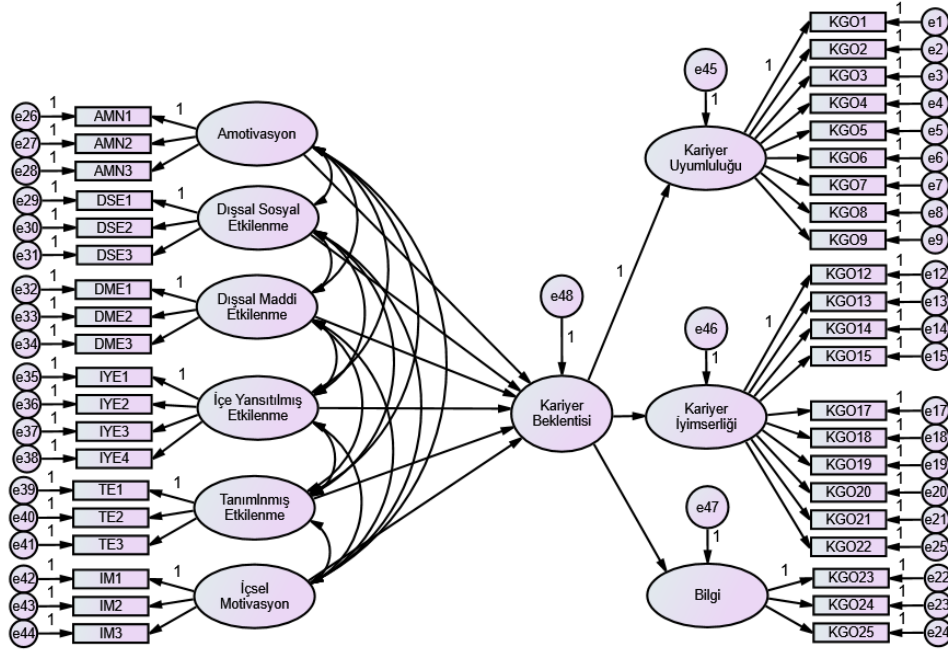 e26 1 AMN1 1
e27 1 AMN2
e28 1 AMN3
Amotivasyon
e29 1 DSE1 1
e30 1 DSE2
e31 1 DSE3
Dışsal Sosyal
Etkilenme
e32 1 DME1 1
e33 1 DME2
e34 1 DME3
Dışsal Maddi
Etkilenme
e35 1 IYE1 1
e36 1 IYE2
e37 1 IYE3
e38 1 IYE4
İçe Yansıtılmış
Etkilenme
e39 1 TE1 1
e40 1 TE2
e41 1 TE3
Tanımlnmış
Etkilenme
e42 1 IM1 1
e43 1 IM2
e44 1 IM3
İçsel
Motivasyon
e48
1
Kariyer
Beklentisi
1
e45
1
Kariyer
Uyumluluğu
1 KGO1 1 e1
KGO2 1 e2
KGO3 1 e3
KGO4 1 e4
KGO5 1 e5
KGO6 1 e6
KGO7 1 e7
KGO8 1 e8
KGO9 1 e9
e46
1
Kariyer
İyimserliği
1 KGO12 1 e12
KGO13 1 e13
KGO14 1 e14
KGO15 1 e15
KGO17 1 e17
KGO18 1 e18
KGO19 1 e19
KGO20 1 e20
KGO21 1 e21
KGO22 1 e25
e47
1
Bilgi
1 KGO23 1 e22
KGO24 1 e23
KGO25 1 e24